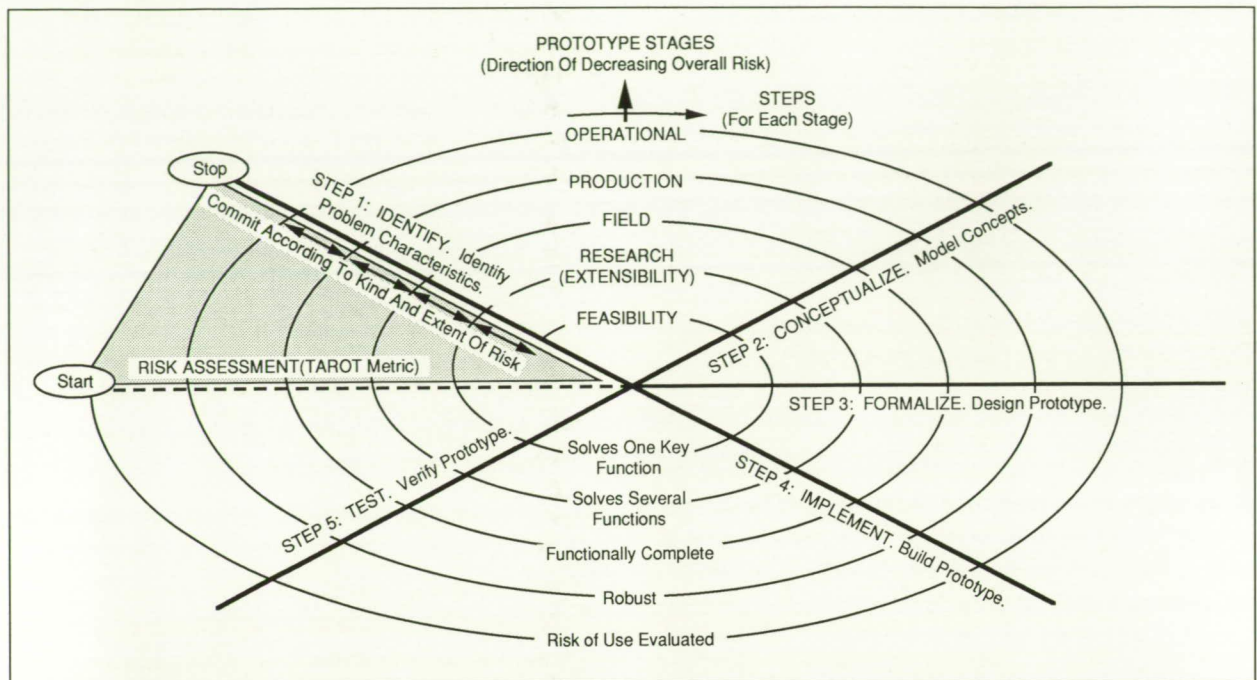 PROTOTYPE STAGES
(Direction Of Decreasing Overall Risk)
STEPS
(For Each Stage)
OPERATIONAL
PRODUCTION
FIELD
RESEARCH
(EXTENSIBILITY)
FEASIBILITY
Stop
STEP 1: IDENTIFY. Identify
Problem Characteristics.
Commit According To Kind And Extent Of Risk
RISK ASSESSMENT(TAROT Metric)
Start
STEP 2: CONCEPTUALIZE. Model Concepts.
STEP 3: FORMALIZE. Design Prototype.
STEP 4: IMPLEMENT. Build Prototype.
STEP 5: TEST. Verify Prototype.
Solves One Key
Function
Solves Several
Functions
Functionally Complete
Robust
Risk of Use Evaluated